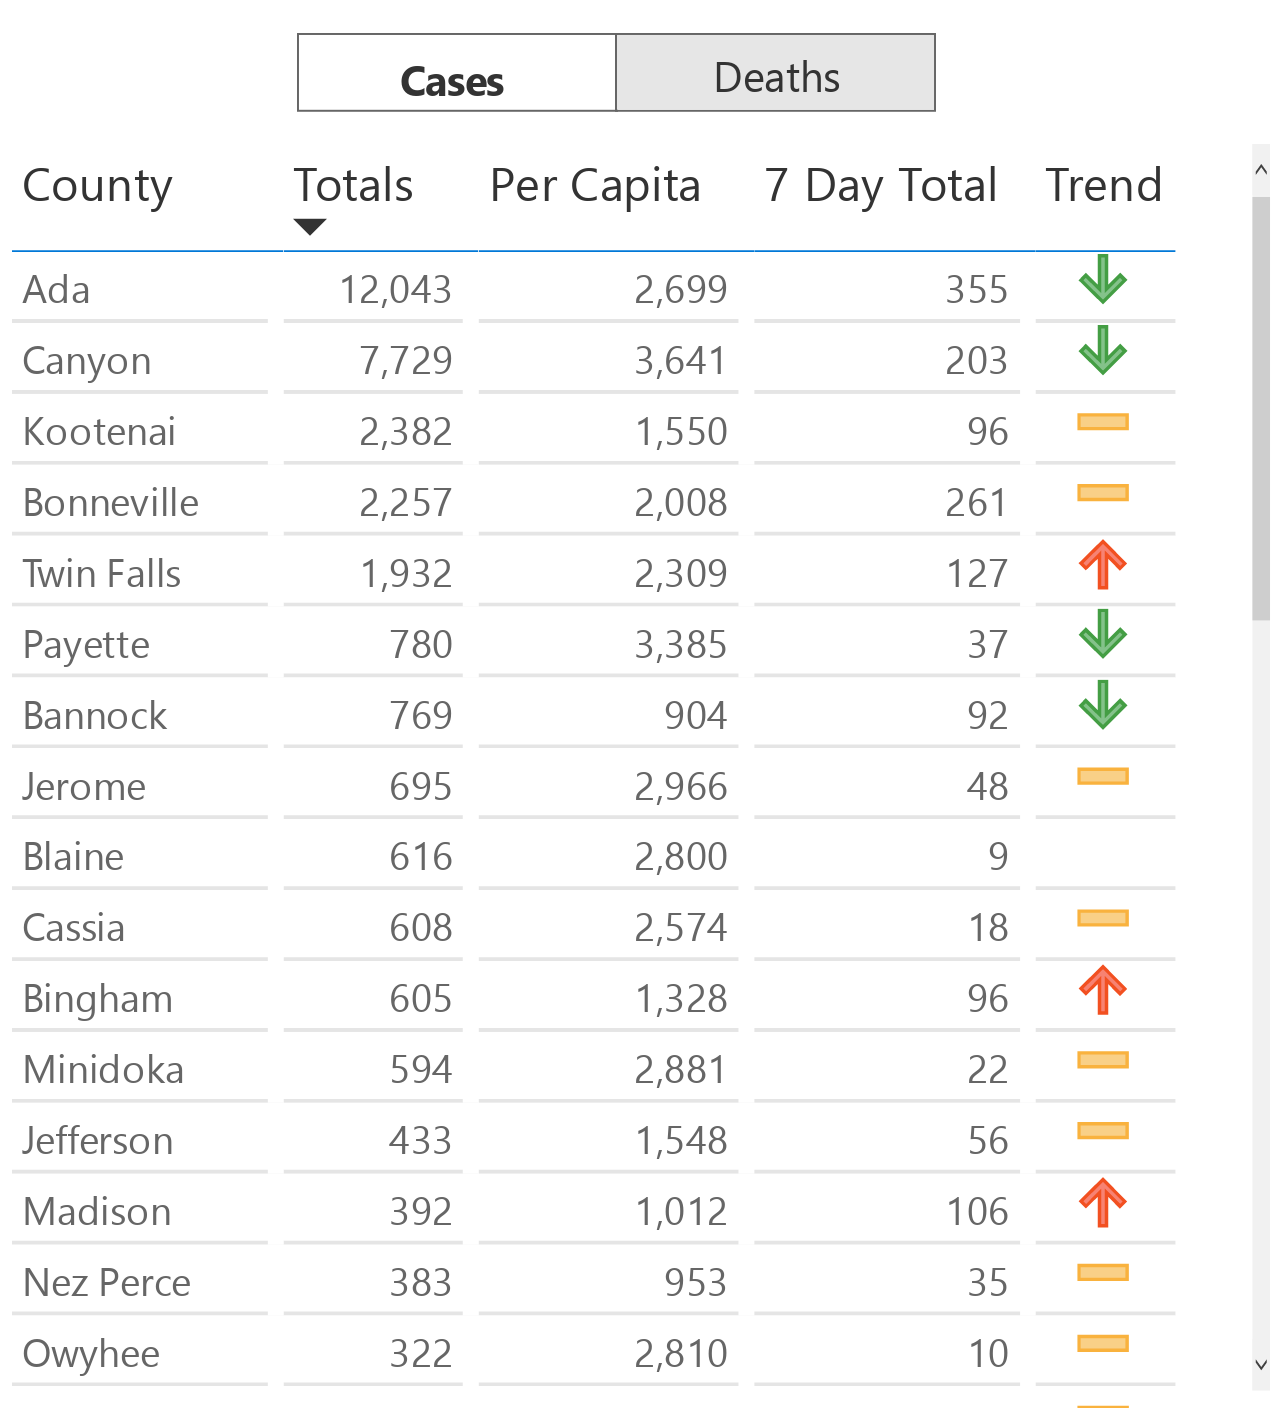 Cases Deaths
County Totals Per Capita 7 Day Total Trend
Ada 12,043 2,699 355
Canyon 7,729 3,641 203
Kootenai 2,382 1,550 96
Bonneville 2,257 2,008 261
Twin Falls 1,932 2,309 127
Payette 780 3,385 37
Bannock 769 904 92
Jerome 695 2,966 48
Blaine 616 2,800 9
Cassia 608 2,574 18
Bingham 605 1,328 96
Minidoka 594 2,881 22
Jefferson 433 1,548 56
Madison 392 1,012 106
Nez Perce 383 953 35
Owyhee 322 2,810 10